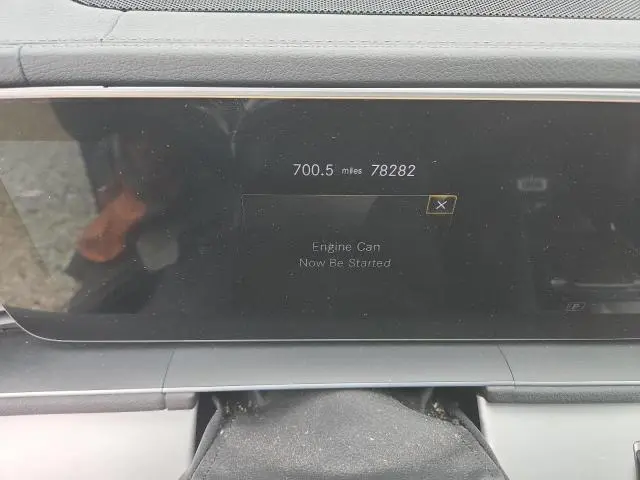 700.5 miles 78282
X
Engine Can
Now Be Started